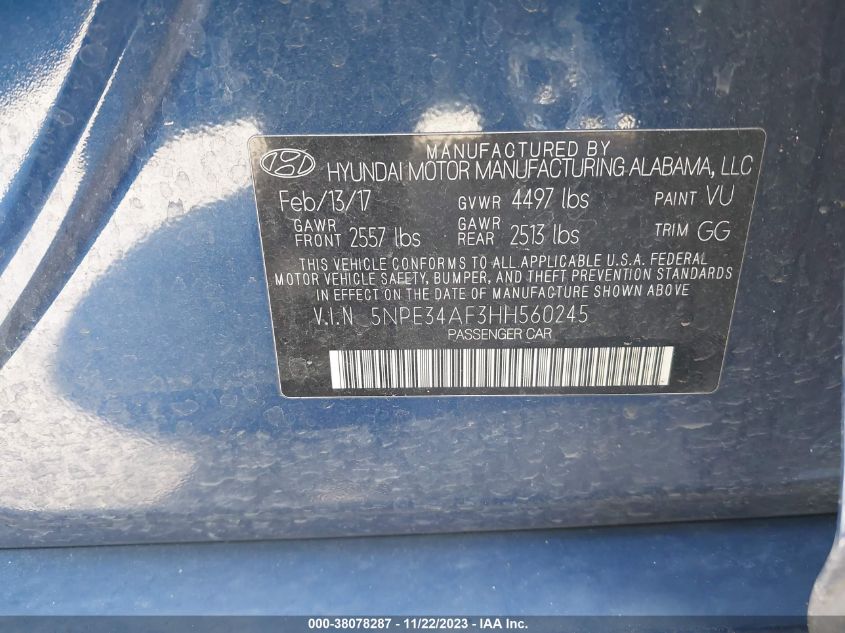 MANUFACTURED BY
HYUNDAI MOTOR MANUFACTURING ALABAMA, LLC
Feb/13/17 GVWR 4497 lbs PAINT VU
GAWR FRONT 2557 lbs GAWR REAR 2513 lbs TRIM GG
THIS VEHICLE CONFORMS TO ALL APPLICABLE U.S.A. FEDERAL
MOTOR VEHICLE SAFETY, BUMPER, AND THEFT PREVENTION STANDARDS
IN EFFECT ON THE DATE OF MANUFACTURE SHOWN ABOVE
V.I.N 5NPE34AF3HH560245
PASSENGER CAR
000-38078287 - 11/22/2023 - IAAI Inc.